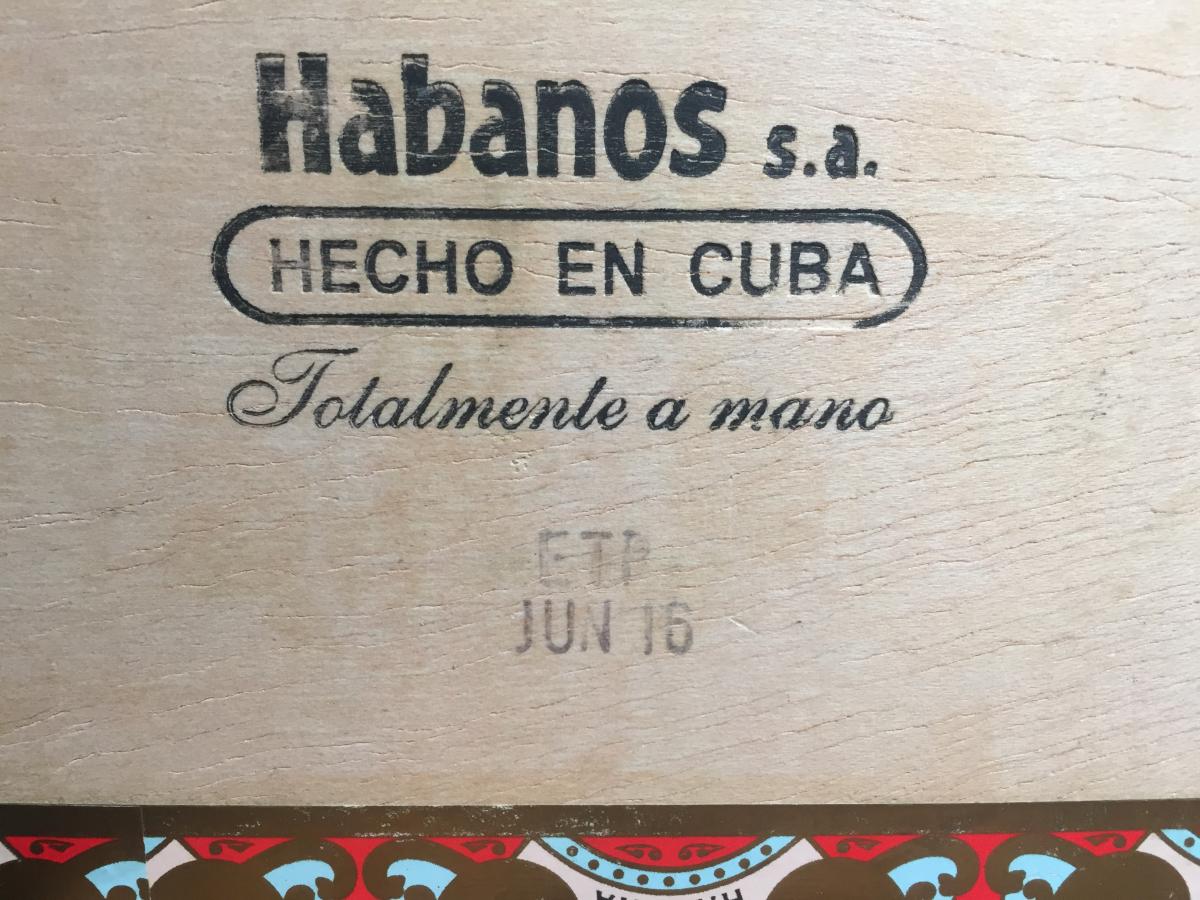 Habanos s.a.
HECHO EN CUBA
Totalmente a mano
ETP
JUN 16